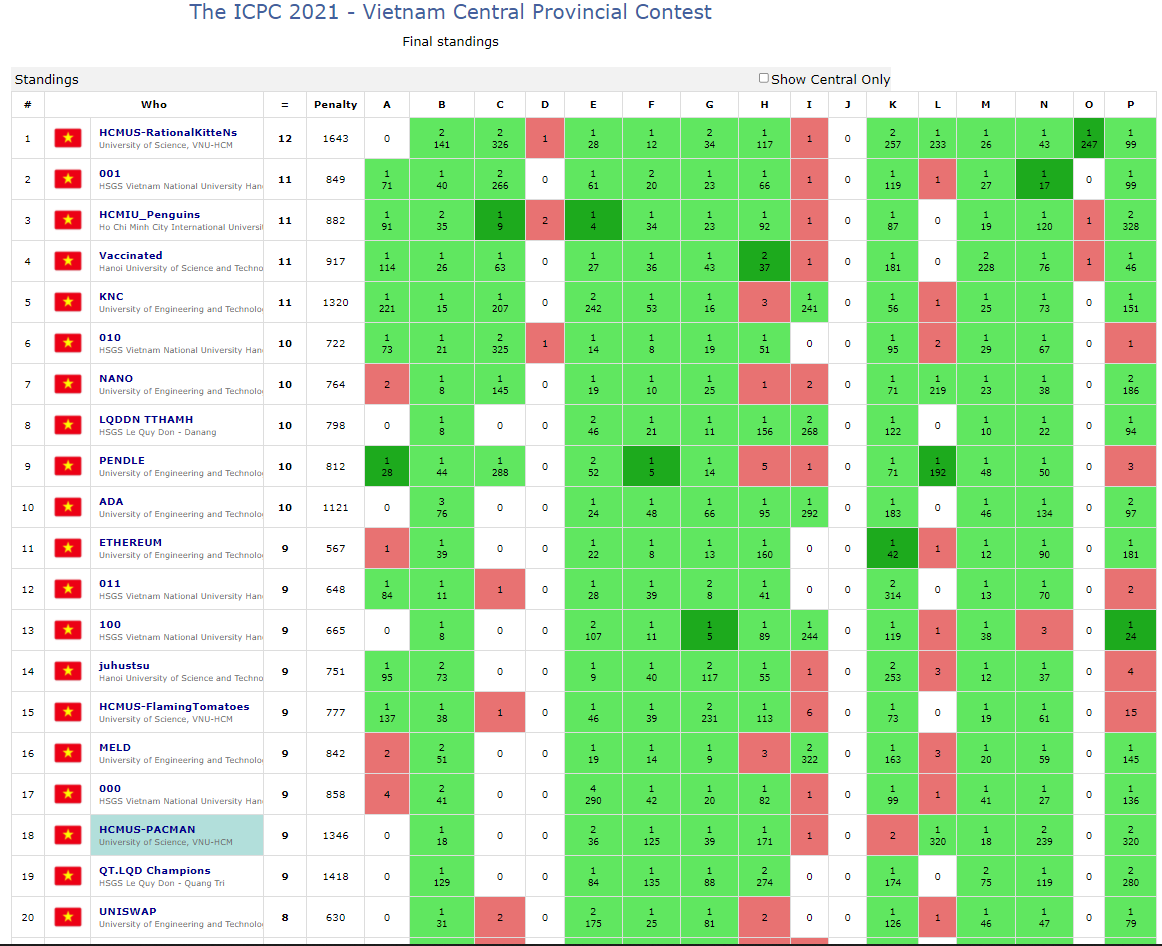 The ICPC 2021 - Vietnam Central Provincial Contest
Final standings
Standings Show Central Only
# Who = Penalty A B C D E F G H I J K L M N O P
1 HCMUS-RationalKitteNs 12 1643 0 2 2 1 1 1 2 1 1 0 2 1 1 1 1 1
University of Science, VNU-HCM 141 326 28 12 34 117 257 233 26 43 247 99
2 001 11 849 1 1 2 0 1 2 1 1 1 0 1 1 1 1 0 1
HSGS Vietnam National University Han 71 40 266 61 20 23 66 119 27 17 99
3 HCMIU_Penguins 11 882 1 2 1 2 1 1 1 1 1 0 1 0 1 1 1 2
Ho Chi Minh City International Universit 91 35 9 4 34 23 92 87 19 120 328
4 Vaccinated 11 917 1 1 1 0 1 1 1 2 1 0 1 0 2 1 1 1
Hanoi University of Science and Techno 114 26 63 27 36 43 37 181 228 76 46
5 KNC 11 1320 1 1 1 0 2 1 1 3 1 0 1 1 1 1 0 1
University of Engineering and Technolo 221 15 207 242 53 16 241 56 25 73 151
6 010 10 722 1 1 2 1 1 1 1 1 0 0 1 2 1 1 0 1
HSGS Vietnam National University Han 73 21 325 14 8 19 51 95 29 67
7 NANO 10 764 2 1 1 0 1 1 1 1 2 0 1 1 1 1 0 2
University of Engineering and Technolo 8 145 19 10 25 71 219 23 38 186
8 LQDDN TTHAMH 10 798 0 1 0 0 2 1 1 1 2 0 1 0 1 1 0 1
HSGS Le Quy Don - Danang 8 46 21 11 156 268 122 10 22 94
9 PENDLE 10 812 1 1 1 0 2 1 1 5 1 0 1 1 1 1 0 3
University of Engineering and Technolo 28 44 288 52 5 14 71 192 48 50
10 ADA 10 1121 0 3 0 0 1 1 1 1 1 0 1 0 1 1 0 2
University of Engineering and Technolo 76 24 48 66 95 292 183 46 134 97
11 ETHEREUM 9 567 1 1 0 0 1 1 1 1 0 0 1 1 1 1 0 1
University of Engineering and Technolo 39 22 8 13 160 42 12 90 181
12 011 9 648 1 1 1 0 1 1 2 1 0 0 2 0 1 1 0 2
HSGS Vietnam National University Han 84 11 28 39 8 41 314 13 70
13 100 9 665 0 1 0 0 2 1 1 1 1 0 1 1 1 3 0 1
HSGS Vietnam National University Han 8 107 11 5 89 244 119 38 24
14 juhustsu 9 751 1 2 0 0 1 1 2 1 1 0 2 3 1 1 0 4
Hanoi University of Science and Techno 95 73 9 40 117 55 253 12 37
15 HCMUS-FlamingTomatoes 9 777 1 1 1 0 1 1 2 1 6 0 1 0 1 1 0 15
University of Science, VNU-HCM 137 38 46 39 231 113 73 19 61
16 MELD 9 842 2 2 0 0 1 1 1 3 2 0 1 3 1 1 0 1
University of Engineering and Technolo 51 19 14 9 322 163 20 59 145
17 000 9 858 4 2 0 0 4 1 1 1 1 0 1 1 1 1 0 1
HSGS Vietnam National University Han 41 290 42 20 82 99 41 27 136
18 HCMUS-PACMAN 9 1346 0 1 0 0 2 1 1 1 1 0 2 1 1 2 0 2
University of Science, VNU-HCM 18 36 125 39 171 320 18 239 320
19 QT.LQD Champions 9 1418 0 1 0 0 1 1 1 2 0 0 1 0 2 1 0 2
HSGS Le Quy Don - Quang Tri 129 84 135 88 274 174 75 119 280
20 UNISWAP 8 630 0 1 2 0 2 1 1 2 0 0 1 1 1 1 0 1
University of Engineering and Technolo 31 175 25 81 126 46 47 79